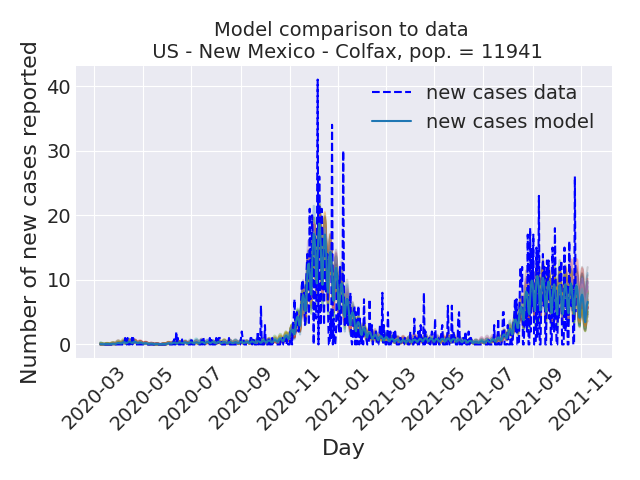 Model comparison to data
US - New Mexico - Colfax, pop. = 11941
Number of new cases reported
40
30
20
10
0
new cases data
new cases model
2020-03
2020-05
2020-07
2020-09
2020-11
2021-01
2021-03
2021-05
2021-07
2021-09
2021-11
Day